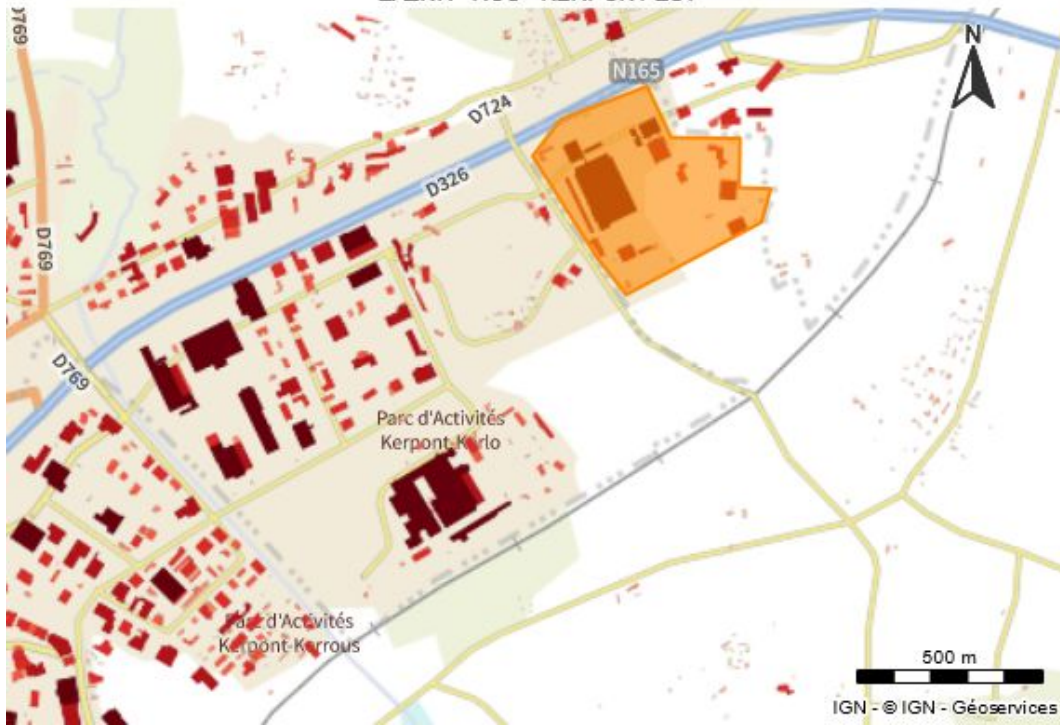 D769
N
N165
D724
D326
D769
D769
Parc d'Activités
Kerpont-Kerlo
Parc d'Activités
Kerpont-Kerrous
500 m
IGN - © IGN - Géoservices